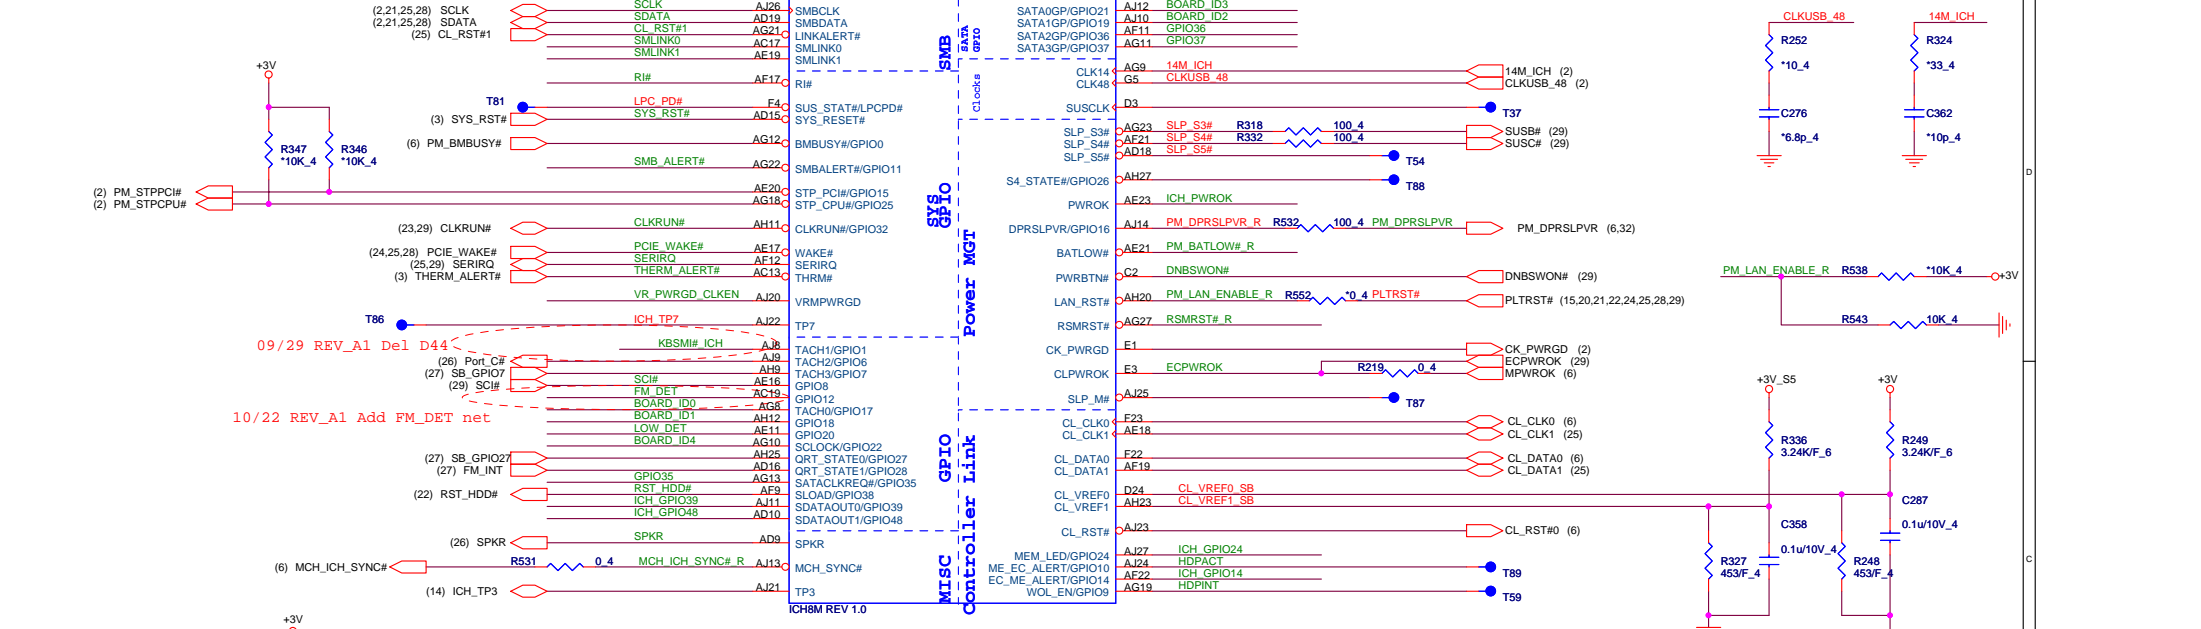 (2,21,25,28) SCLK SCLK AJ26 SMBCLK SATA0GP/GPIO21 AJ12 BOARD_ID3
(2,21,25,28) SDATA SDATA AD19 SMBDATA SATA1GP/GPIO19 AJ10 BOARD_ID2
(25) CL_RST#1 CL_RST#1 AG21 LINKALERT# SATA2GP/GPIO36 AF11 GPIO36
SMLINK0 AC17 SMLINK0 SATA3GP/GPIO37 AG11 GPIO37
SMLINK1 AE19 SMLINK1
SMB SATA GPIO
CLKUSB_48 14M_ICH
R252 R324
*10_4 *33_4
C276 C362
*6.8p_4 *10p_4
+3V
RI# AF17 RI# Clocks CLK14 AG9 14M_ICH 14M_ICH (2)
CLK48 G5 CLKUSB_48 CLKUSB_48 (2)
T81 LPC_PD# F4 SUS_STAT#/LPCPD# SUSCLK D3 T37
(3) SYS_RST# SYS_RST# AD15 SYS_RESET#
SLP_S3# AG23 SLP_S3# R318 100_4 SUSB# (29)
(6) PM_BMBUSY# AG12 BMBUSY#/GPIO0 SLP_S4# AF21 SLP_S4# R332 100_4 SUSC# (29)
R347 R346 SLP_S5# AD18 SLP_S5# T54
*10K_4 *10K_4
SMB_ALERT# AG22 SMBALERT#/GPIO11
S4_STATE#/GPIO26 AH27 T88
(2) PM_STPPCI# AE20 STP_PCI#/GPIO15
(2) PM_STPCPU# AG18 STP_CPU#/GPIO25 PWROK AE23 ICH_PWROK
SYS GPIO
Power MGT
(23,29) CLKRUN# CLKRUN# AH11 CLKRUN#/GPIO32 DPRSLPVR/GPIO16 AJ14 PM_DPRSLPVR_R R532 100_4 PM_DPRSLPVR PM_DPRSLPVR (6,32)
(24,25,28) PCIE_WAKE# PCIE_WAKE# AE17 WAKE# BATLOW# AE21 PM_BATLOW#_R
(25,29) SERIRQ SERIRQ AF12 SERIRQ
(3) THERM_ALERT# THERM_ALERT# AC13 THRM# PWRBTN# C2 DNBSWON# DNBSWON# (29)
PM_LAN_ENABLE_R R538 *10K_4 +3V
VR_PWRGD_CLKEN AJ20 VRMPWRGD LAN_RST# AH20 PM_LAN_ENABLE_R R552 *0_4 PLTRST# PLTRST# (15,20,21,22,24,25,28,29)
T86 ICH_TP7 AJ22 TP7 RSMRST# AG27 RSMRST#_R
R543 10K_4
09/29 REV_A1 Del D44
KBSMI#_ICH AJ8 TACH1/GPIO1 CK_PWRGD E1 CK_PWRGD (2)
(26) Port_C# AJ9 TACH2/GPIO6 ECPWROK (29)
(27) SB_GPIO7 AH9 TACH3/GPIO7 CLPWROK E3 ECPWROK R219 0_4 MPWROK (6)
(29) SCI# SCI# AE16 GPIO8
FM_DET AC19 GPIO12 SLP_M# AJ25 T87
BOARD_ID0 AG8 TACH0/GPIO17
10/22 REV_A1 Add FM_DET net
BOARD_ID1 AH12 GPIO18 CL_CLK0 F23 CL_CLK0 (6)
LOW_DET AE11 GPIO20 CL_CLK1 AE18 CL_CLK1 (25)
BOARD_ID4 AG10 SCLOCK/GPIO22
(27) SB_GPIO27 AH25 QRT_STATE0/GPIO27 CL_DATA0 F22 CL_DATA0 (6)
(27) FM_INT AD16 QRT_STATE1/GPIO28 CL_DATA1 AF19 CL_DATA1 (25)
GPIO35 AG13 SATACLKREQ#/GPIO35
(22) RST_HDD# RST_HDD# AF9 SLOAD/GPIO38 CL_VREF0 D24 CL_VREF0_SB
ICH_GPIO39 AJ11 SDATAOUT0/GPIO39 CL_VREF1 AH23 CL_VREF1_SB
ICH_GPIO48 AD10 SDATAOUT1/GPIO48
GPIO
Controller Link
CL_RST# AJ23 CL_RST#0 (6)
(26) SPKR SPKR AD9 SPKR
MEM_LED/GPIO24 AJ27 ICH_GPIO24
(6) MCH_ICH_SYNC# R531 0_4 MCH_ICH_SYNC#_R AJ13 MCH_SYNC# ME_EC_ALERT/GPIO10 AJ24 HDPACT T89
EC_ME_ALERT/GPIO14 AF22 ICH_GPIO14
(14) ICH_TP3 AJ21 TP3 WOL_EN/GPIO9 AG19 HDPINT T59
MISC
ICH8M REV 1.0
+3V
+3V_S5 +3V
R336 R249
3.24K/F_6 3.24K/F_6
C287
0.1u/10V_4
C358
0.1u/10V_4
R327 R248
453/F_4 453/F_4
D
C